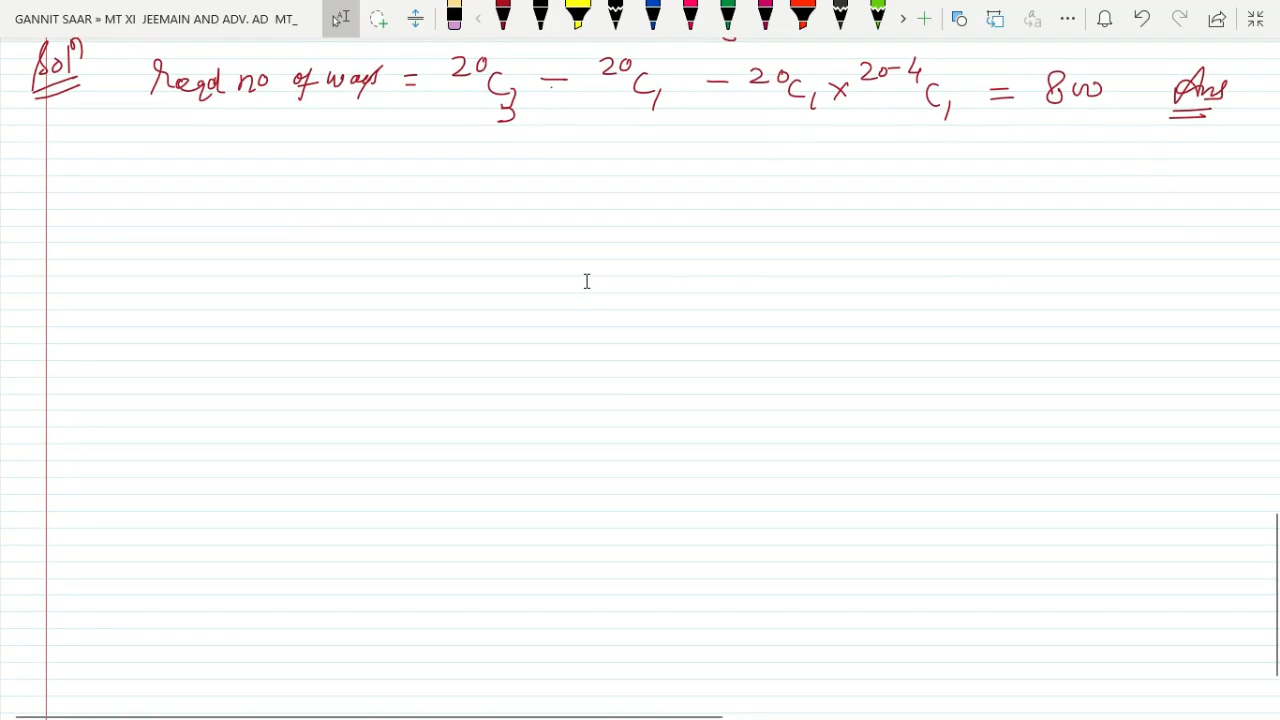 GANNIT SAAR » MT XI JEEMAIN AND ADV. AD MT_
Solⁿ Reqd no of ways = ²⁰C₃ − ²⁰C₁ − ²⁰C₁ × ²⁰⁻⁴C₁ = 800 Ans